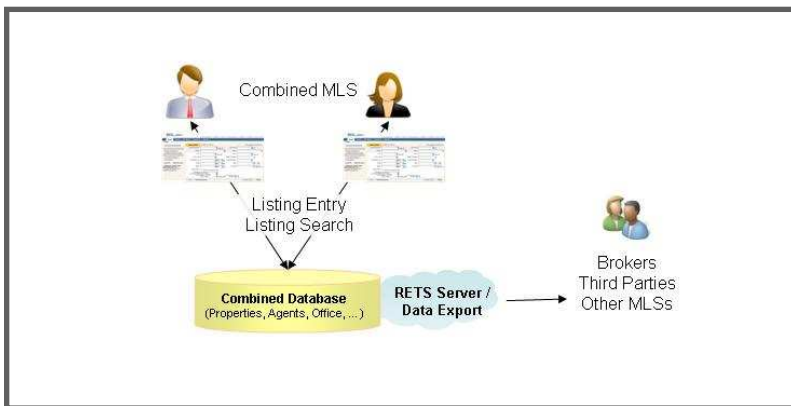 Combined MLS
Listing Entry
Listing Search
Combined Database
(Properties, Agents, Office, ...)
RETS Server /
Data Export
Brokers
Third Parties
Other MLSs